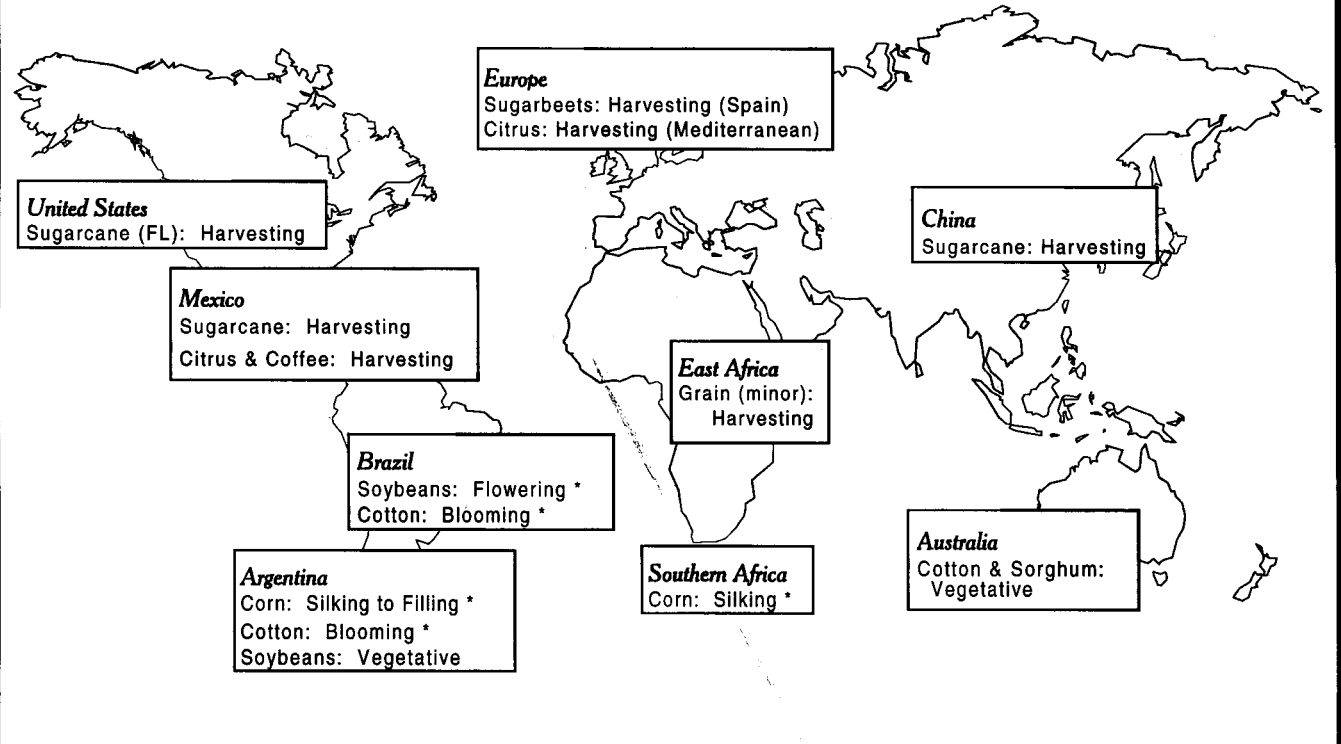 Europe
Sugarbeets: Harvesting (Spain)
Citrus: Harvesting (Mediterranean)
United States
Sugarcane (FL): Harvesting
China
Sugarcane: Harvesting
Mexico
Sugarcane: Harvesting
Citrus & Coffee: Harvesting
East Africa
Grain (minor):
Harvesting
Brazil
Soybeans: Flowering *
Cotton: Blooming *
Australia
Cotton & Sorghum:
Vegetative
Argentina
Corn: Silking to Filling *
Cotton: Blooming *
Soybeans: Vegetative
Southern Africa
Corn: Silking *